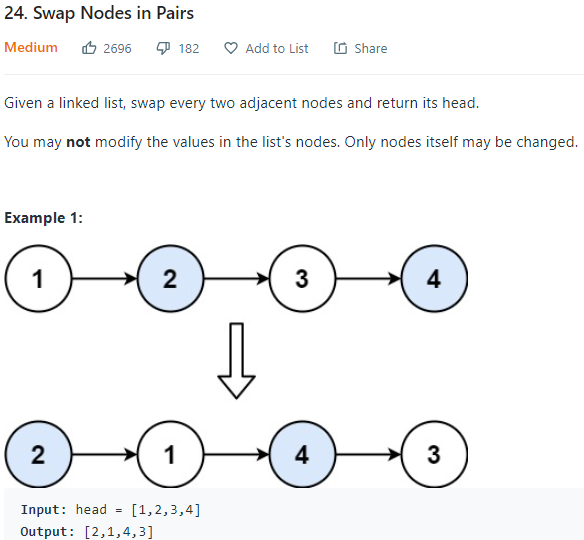 24. Swap Nodes in Pairs
Medium 2696 182 Add to List Share
Given a linked list, swap every two adjacent nodes and return its head.
You may not modify the values in the list's nodes. Only nodes itself may be changed.
Example 1:
1 2 3 4
2 1 4 3
Input: head = [1,2,3,4]
Output: [2,1,4,3]